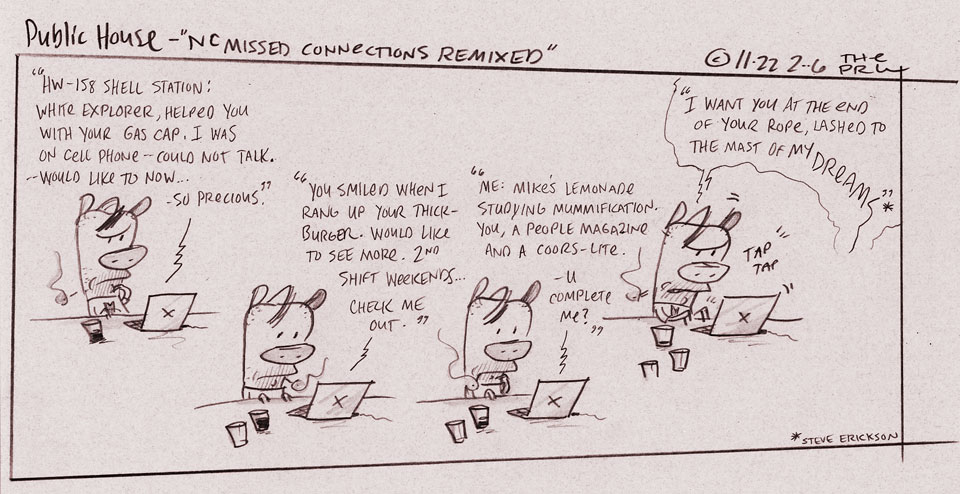 Public House - "NC MISSED CONNECTIONS REMIXED"
© 11-22 2-6 THE
PRW
"HW-158 SHELL STATION:
WHITE EXPLORER, HELPED YOU
WITH YOUR GAS CAP. I WAS
ON CELL PHONE -- COULD NOT TALK.
-- WOULD LIKE TO NOW...
-SO PRECIOUS."
"YOU SMILED WHEN I
RANG UP YOUR THICK-
BURGER. WOULD LIKE
TO SEE MORE. 2ND
SHIFT WEEKENDS...
CHECK ME
OUT."
"ME: MIKE'S LEMONADE
STUDYING MUMMIFICATION.
YOU, A PEOPLE MAGAZINE
AND A COORS-LITE.
-U
COMPLETE
ME?"
"I WANT YOU AT THE END
OF YOUR ROPE, LASHED TO
THE MAST OF MY DREAMS"*
TAP
TAP
X
X
X
X
*STEVE ERICKSON